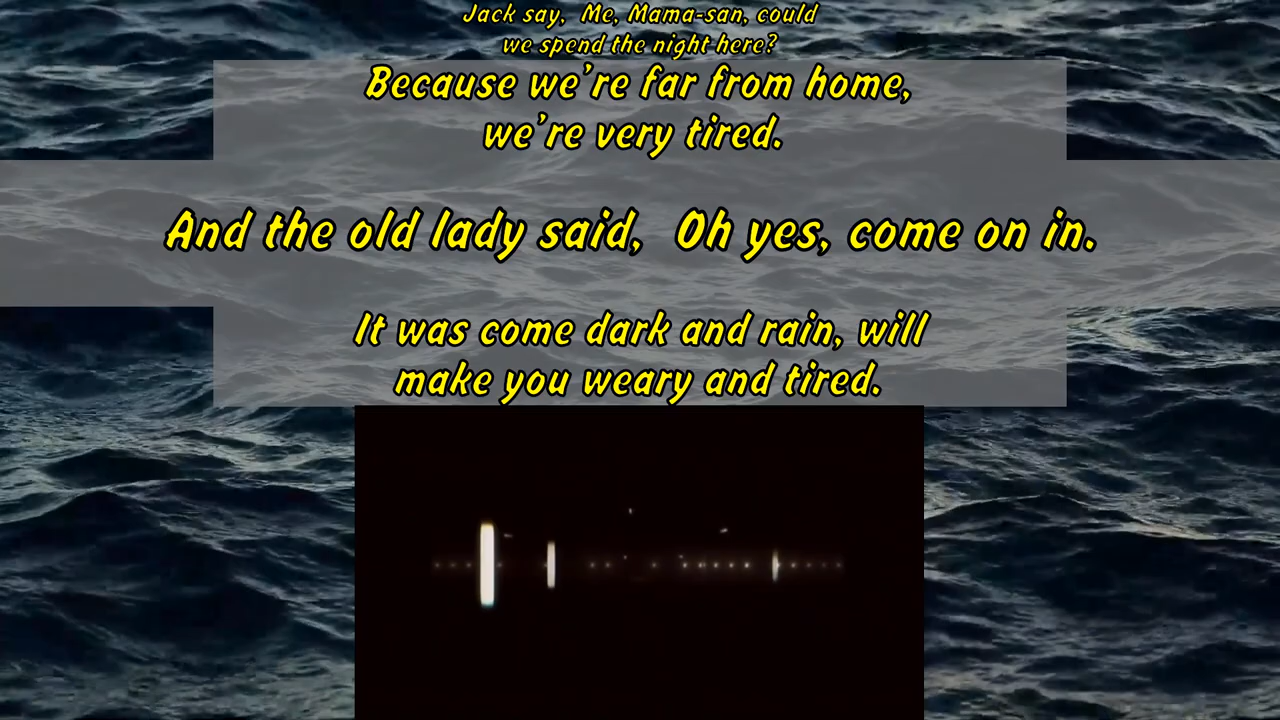 Jack say,  Me, Mama-san, could
we spend the night here?
Because we’re far from home,
we’re very tired.
And the old lady said,  Oh yes, come on in.
It was come dark and rain, will
make you weary and tired.